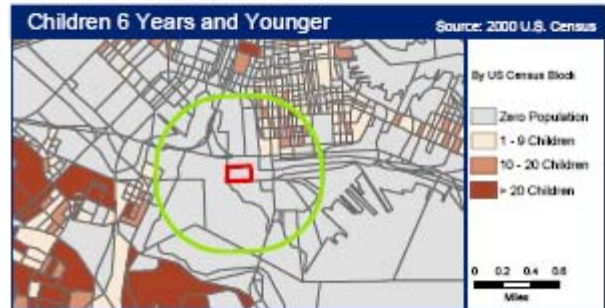 Children 6 Years and Younger
Source: 2000 U.S. Census
By US Census Block
Zero Population
1 - 9 Children
10 - 20 Children
> 20 Children
0 0.2 0.4 0.6
Miles